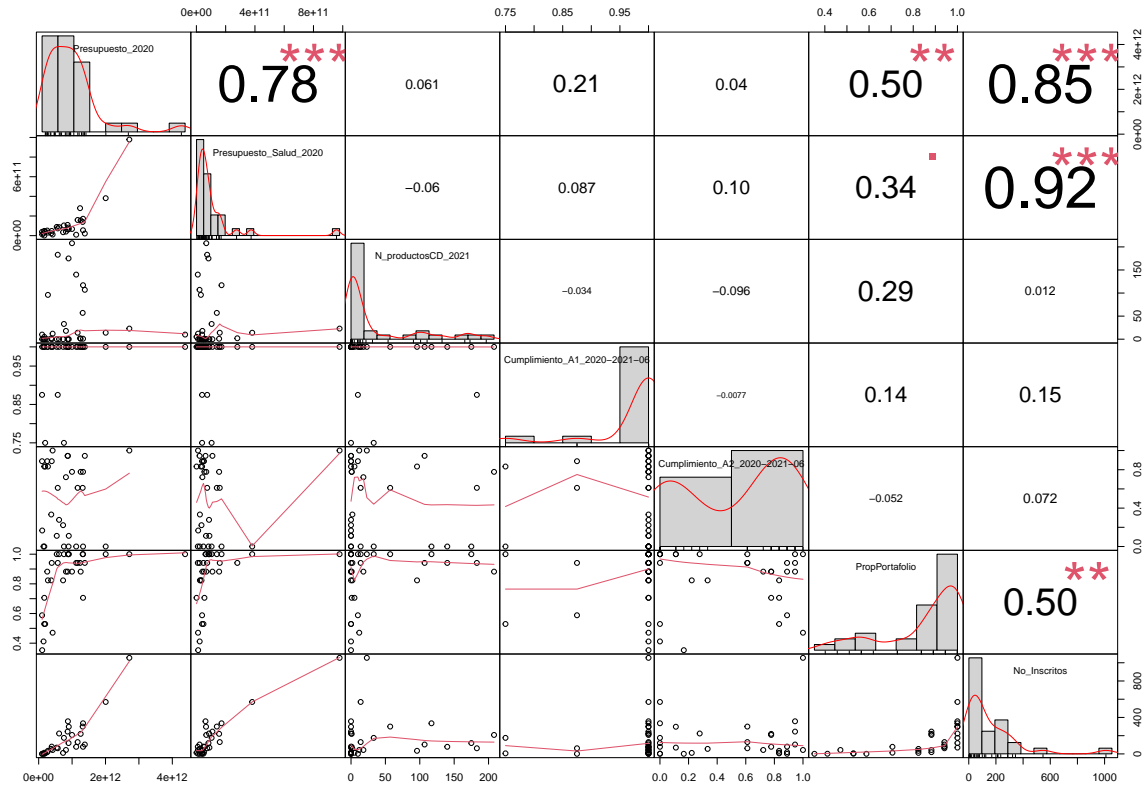 0e+00 4e+11 8e+11 0.75 0.85 0.95 0.4 0.6 0.8 1.0
Presupuesto_2020 0.78 *** 0.061 0.21 0.04 0.50 ** 0.85 *** 0e+00 2e+12 4e+12
0e+00 6e+11 Presupuesto_Salud_2020 −0.06 0.087 0.10 0.34 0.92 ***
N_productosCD_2021 −0.034 −0.096 0.29 0.012 0 50 150
0.75 0.85 0.95 Cumplimiento_A1_2020−2021−06 −0.0077 0.14 0.15
Cumplimiento_A2_2020−2021−06 −0.052 0.072 0.0 0.4 0.8
0.4 0.6 0.8 1.0 PropPortafolio 0.50 **
No_Inscritos 0 400 800
0e+00 2e+12 4e+12 0 50 100 150 200 0.0 0.2 0.4 0.6 0.8 1.0 0 200 600 1000